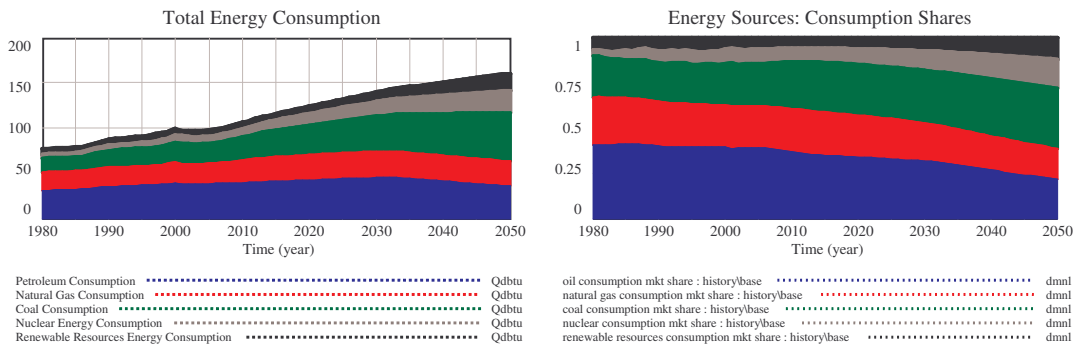 Total Energy Consumption
200
150
100
50
0
1980 1990 2000 2010 2020 2030 2040 2050
Time (year)
Petroleum Consumption Qdbtu
Natural Gas Consumption Qdbtu
Coal Consumption Qdbtu
Nuclear Energy Consumption Qdbtu
Renewable Resources Energy Consumption Qdbtu
Energy Sources: Consumption Shares
1
0.75
0.5
0.25
0
1980 1990 2000 2010 2020 2030 2040 2050
Time (year)
oil consumption mkt share : history\base dmnl
natural gas consumption mkt share : history\base dmnl
coal consumption mkt share : history\base dmnl
nuclear consumption mkt share : history\base dmnl
renewable resources consumption mkt share : history\base dmnl